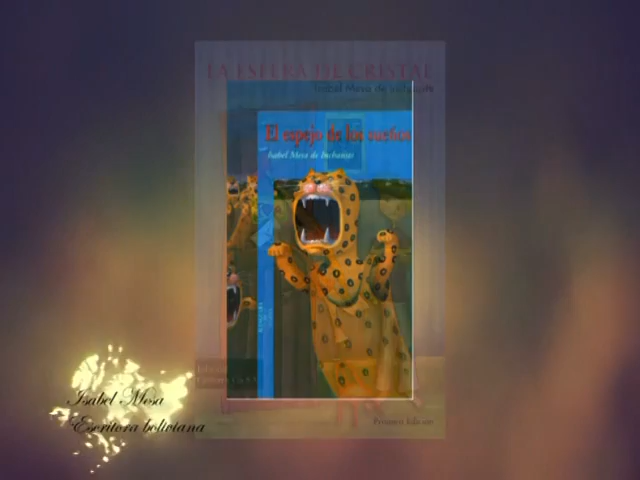 LA ESFERA DE CRISTAL
Isabel Mesa de
El espejo de los sueños
Isabel Mesa de Inchauste
Primera Edición
Isabel Mesa
Escritora boliviana